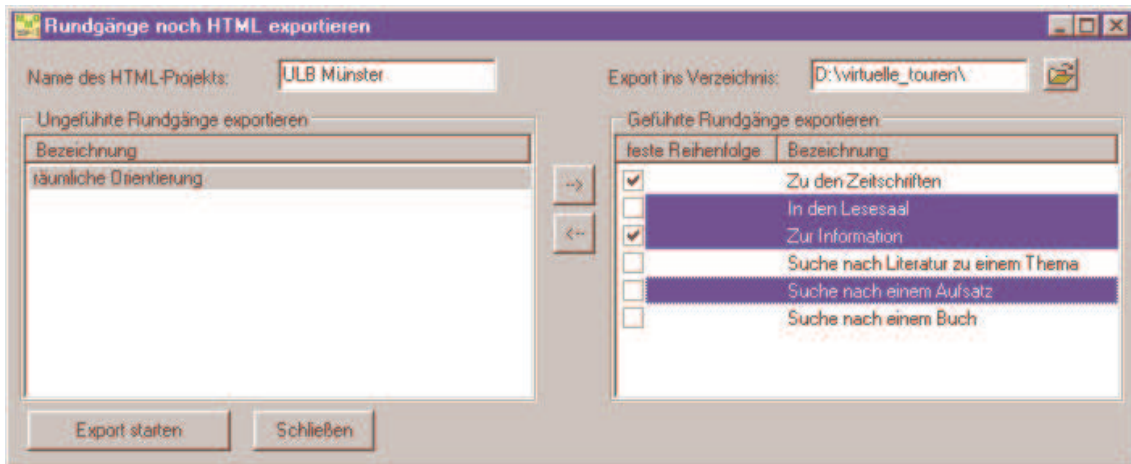 Rundgänge noch HTML exportieren
Name des HTML-Projekts: ULB Münster Export ins Verzeichnis: D:\virtuelle_touren\
Ungeführte Rundgänge exportieren
Bezeichnung
räumliche Orientierung
-->
<--
Geführte Rundgänge exportieren
feste Reihenfolge Bezeichnung
Zu den Zeitschriften
In den Lesesaal
Zur Information
Suche nach Literatur zu einem Thema
Suche nach einem Aufsatz
Suche nach einem Buch
Export starten Schließen